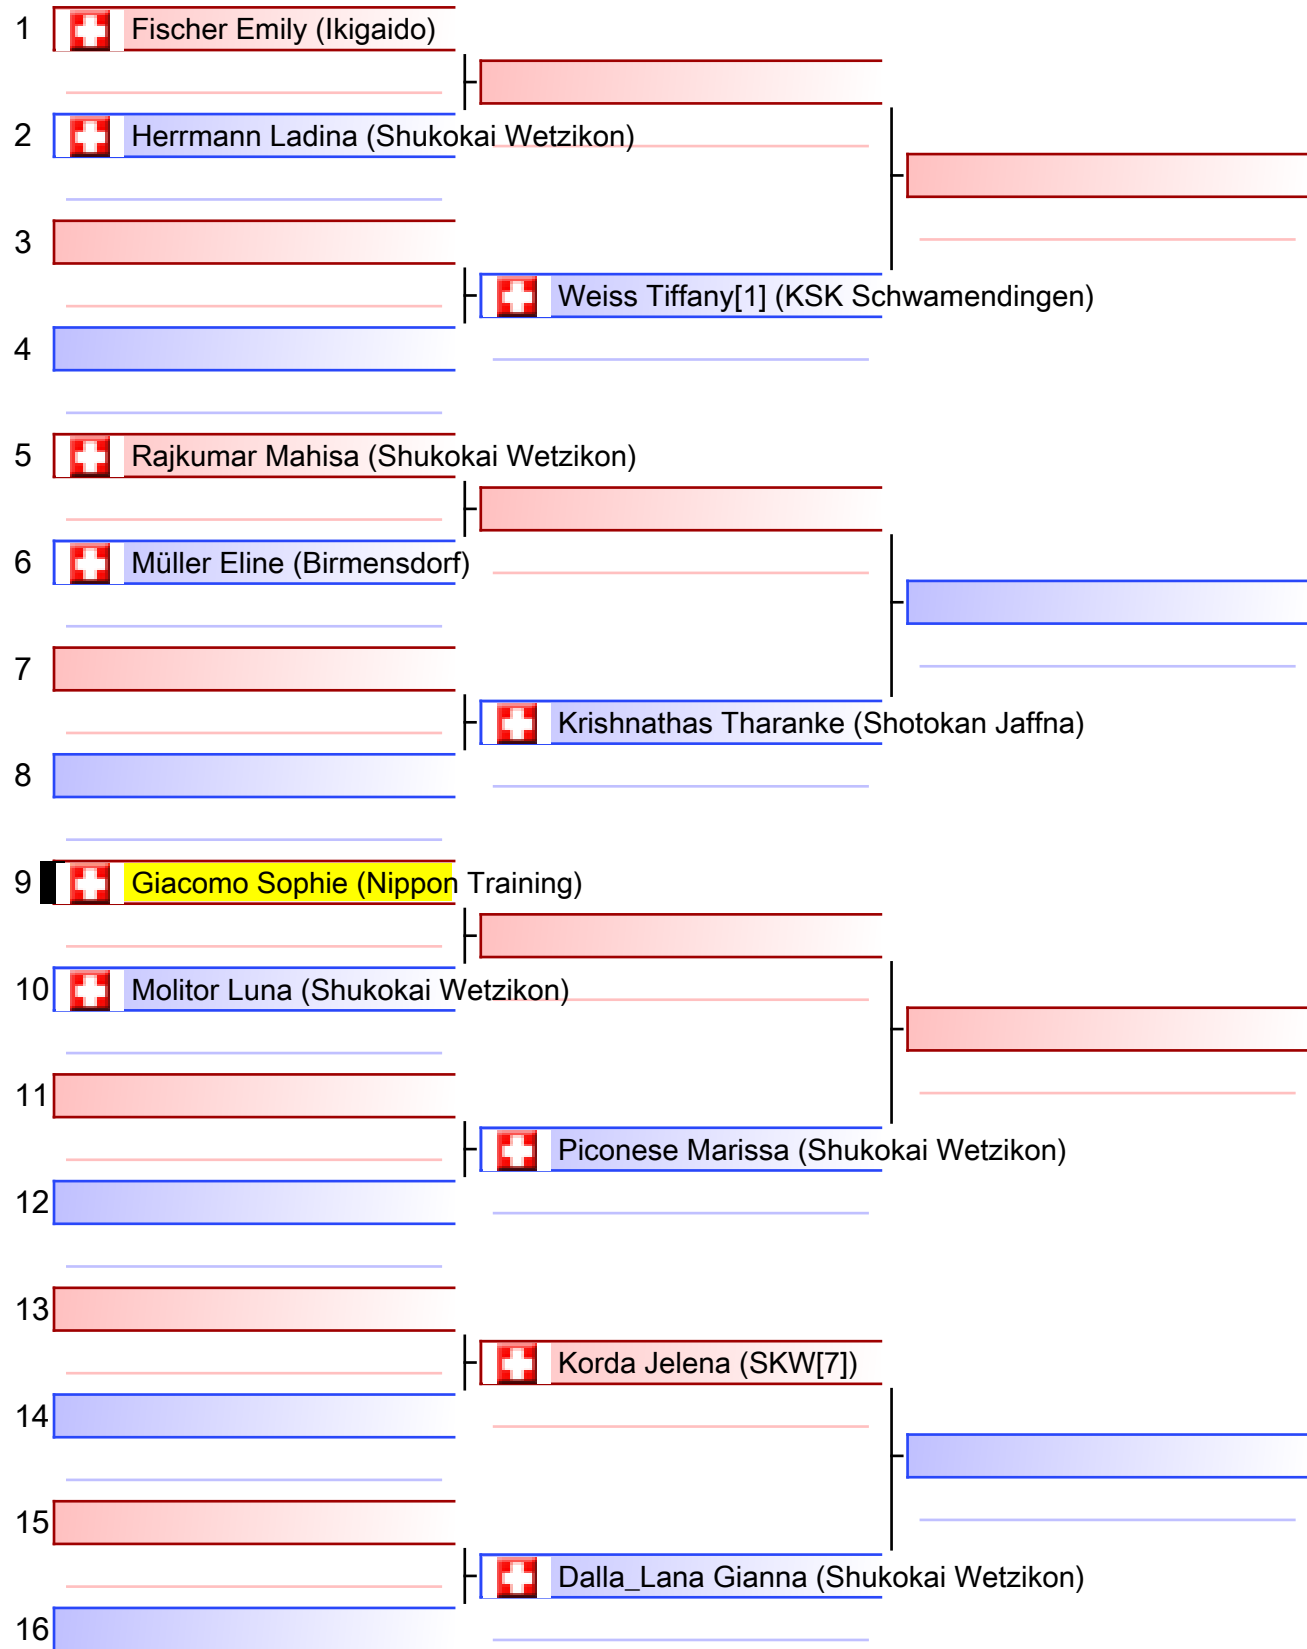 1 Fischer Emily (Ikigaido)
2 Herrmann Ladina (Shukokai Wetzikon)
3
Weiss Tiffany[1] (KSK Schwamendingen)
4
5 Rajkumar Mahisa (Shukokai Wetzikon)
6 Müller Eline (Birmensdorf)
7
Krishnathas Tharanke (Shotokan Jaffna)
8
9 Giacomo Sophie (Nippon Training)
10 Molitor Luna (Shukokai Wetzikon)
11
Piconese Marissa (Shukokai Wetzikon)
12
13
Korda Jelena (SKW[7])
14
15
Dalla_Lana Gianna (Shukokai Wetzikon)
16